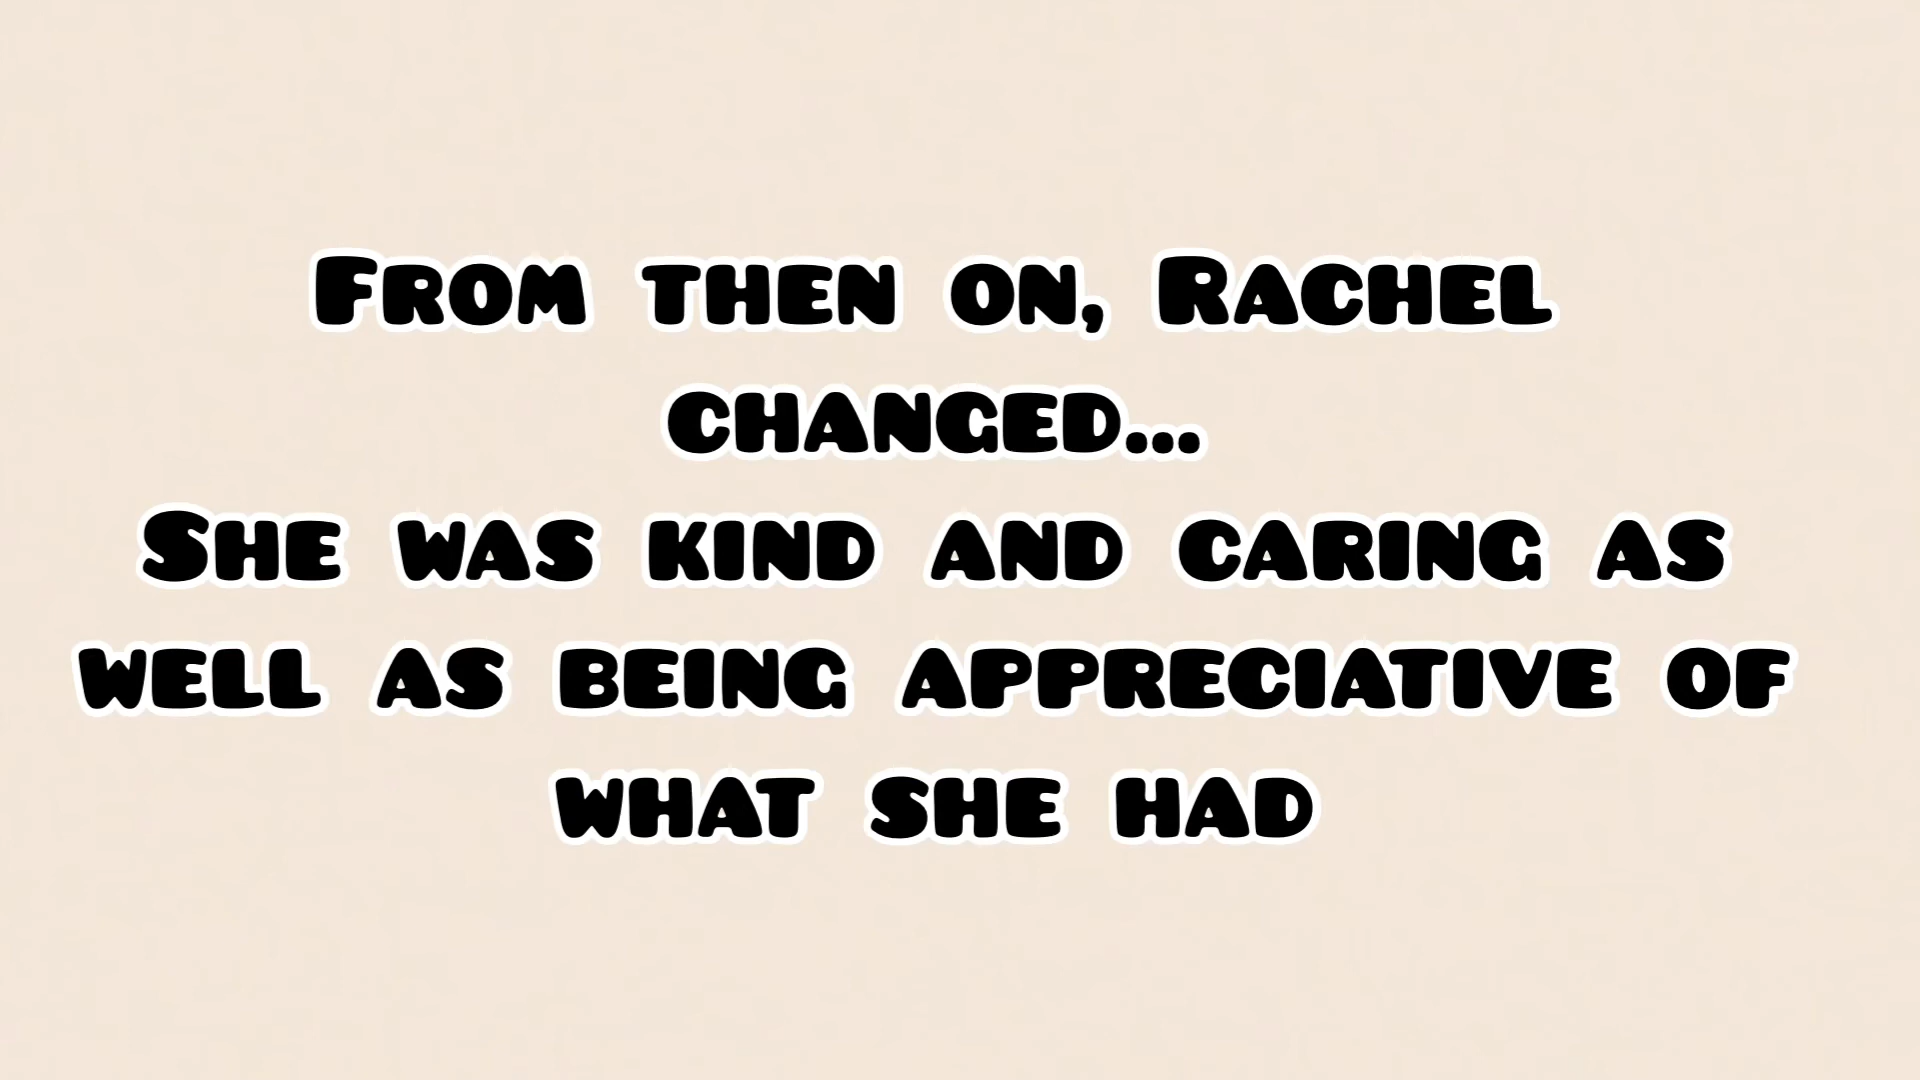 From then on, Rachel
changed...
She was kind and caring as
well as being appreciative of
what she had